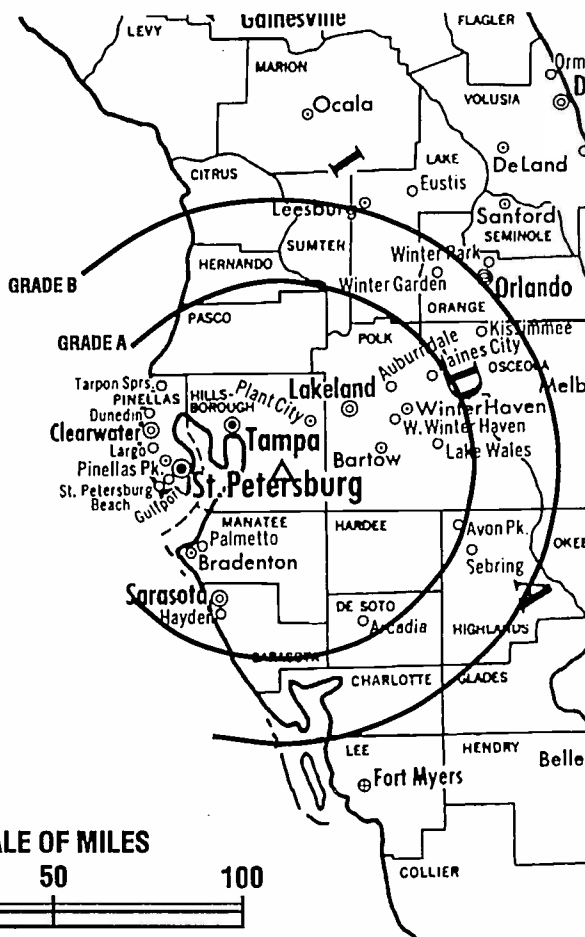 Gainesville
LEVY
FLAGLER
MARION
VOLUSIA
Ocala
LAKE
DeLand
CITRUS
Eustis
Leesburg
Sanford
SUMTER
SEMINOLE
Winter Park
HERNANDO
GRADE B
Winter Garden
Orlando
ORANGE
PASCO
Kissimmee
POLK
GRADE A
Auburndale
Haines City
OSCEOLA
Tarpon Sprs.
PINELLAS
HILLS-
BOROUGH
Plant City
Lakeland
Dunedin
Winter Haven
Clearwater
Tampa
W. Winter Haven
Largo
Bartow
Lake Wales
Pinellas Pk.
St. Petersburg
St. Petersburg
Beach
Gulfport
MANATEE
HARDEE
Avon Pk.
Palmetto
Bradenton
Sebring
Sarasota
DE SOTO
Hayden
Arcadia
HIGHLANDS
SARASOTA
CHARLOTTE
GLADES
LEE
HENDRY
Fort Myers
COLLIER
OF MILES
50
100